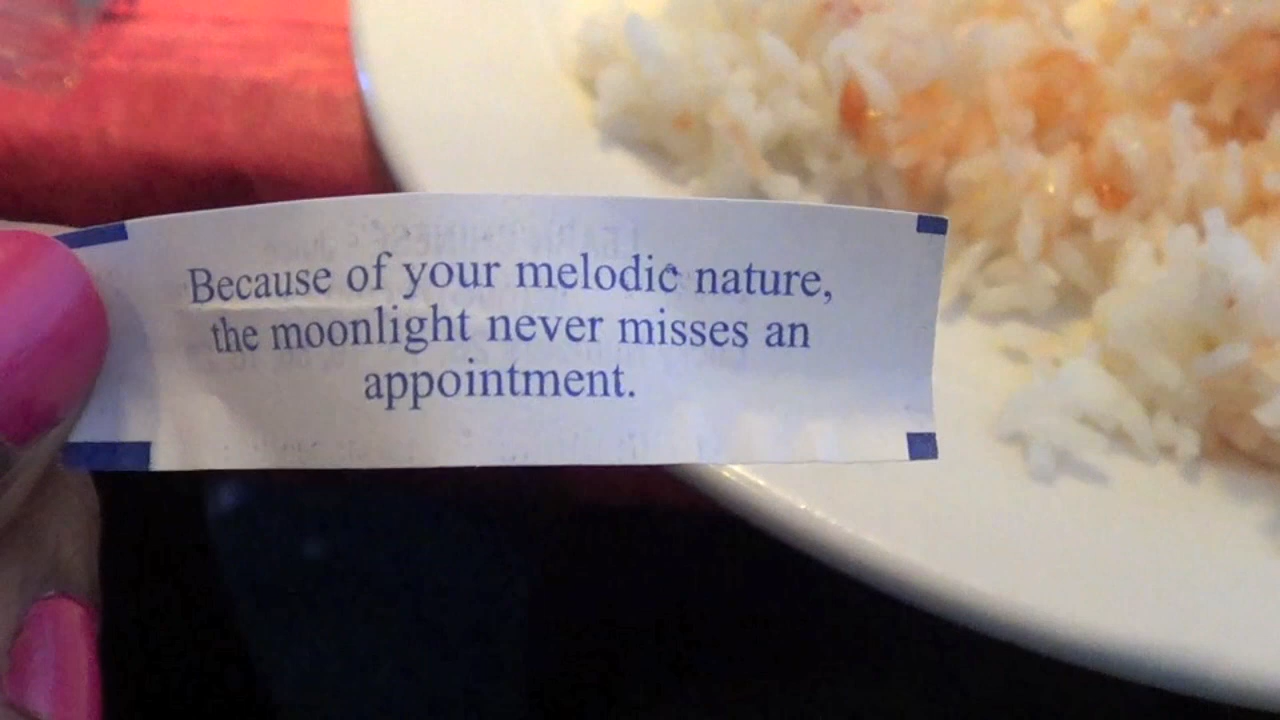 Because of your melodic nature,
the moonlight never misses an
appointment.